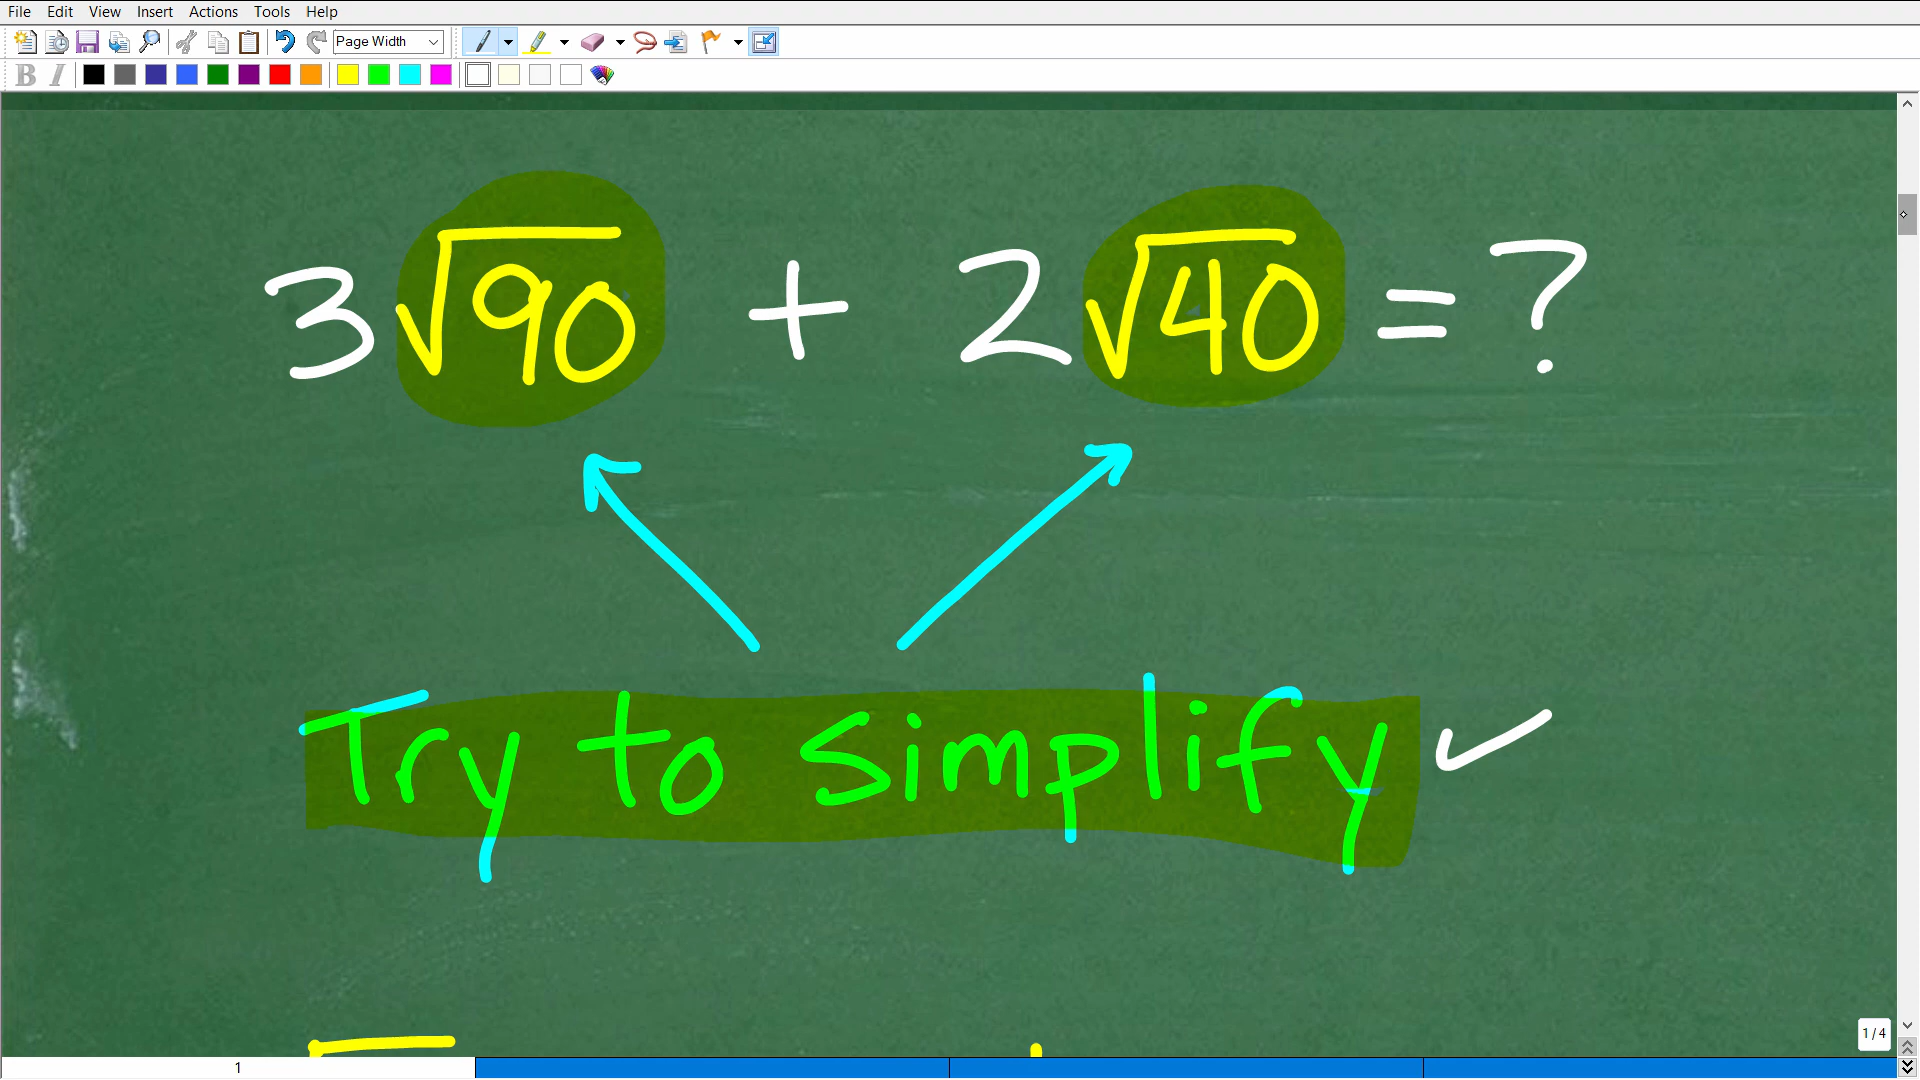 File Edit View Insert Actions Tools Help
Page Width
B I
3√90 + 2√40 = ?
Try to simplify ✓
1 / 4
1